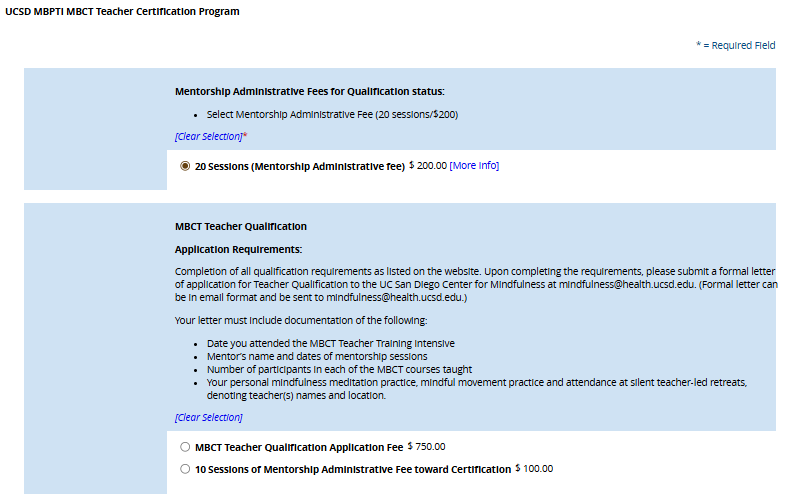 UCSD MBPTI MBCT Teacher Certification Program
* = Required Field
Mentorship Administrative Fees for Qualification status:
• Select Mentorship Administrative Fee (20 sessions/$200)
[Clear Selection]*
20 Sessions (Mentorship Administrative fee) $ 200.00 [More Info]
MBCT Teacher Qualification
Application Requirements:
Completion of all qualification requirements as listed on the website. Upon completing the requirements, please submit a formal letter
of application for Teacher Qualification to the UC San Diego Center for Mindfulness at mindfulness@health.ucsd.edu. (Formal letter can
be in email format and be sent to mindfulness@health.ucsd.edu.)
Your letter must include documentation of the following:
• Date you attended the MBCT Teacher Training Intensive
• Mentor's name and dates of mentorship sessions
• Number of participants in each of the MBCT courses taught
• Your personal mindfulness meditation practice, mindful movement practice and attendance at silent teacher-led retreats,
denoting teacher(s) names and location.
[Clear Selection]
MBCT Teacher Qualification Application Fee $ 750.00
10 Sessions of Mentorship Administrative Fee toward Certification $ 100.00